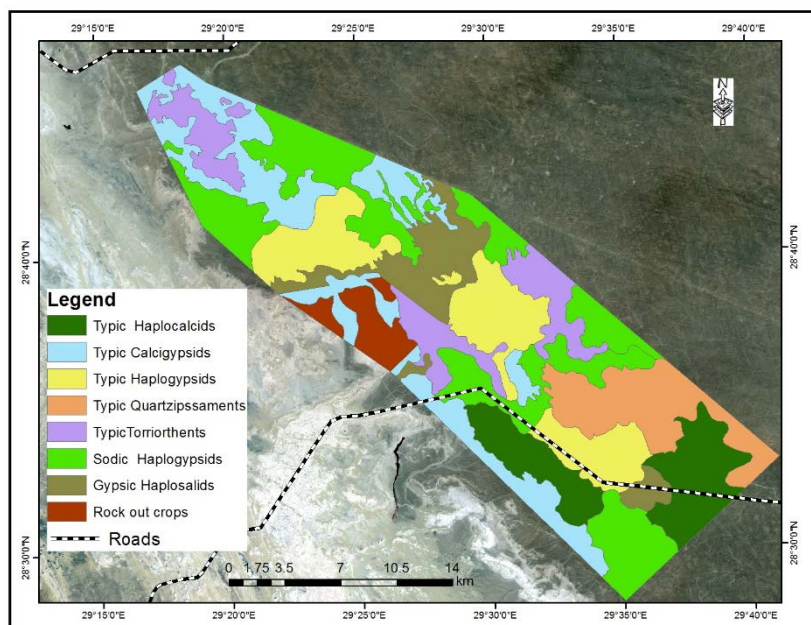 29°15'0"E 29°20'0"E 29°25'0"E 29°30'0"E 29°35'0"E 29°40'0"E
N
28°40'0"N 28°40'0"N
Legend
Typic Haplocalcids
Typic Calcigypsids
Typic Haplogypsids
Typic Quartzipssaments
TypicTorriorthents
Sodic Haplogypsids
Gypsic Haplosalids
Rock out crops
Roads
28°30'0"N 28°30'0"N
0 1.75 3.5 7 10.5 14
km
29°15'0"E 29°20'0"E 29°25'0"E 29°30'0"E 29°35'0"E 29°40'0"E